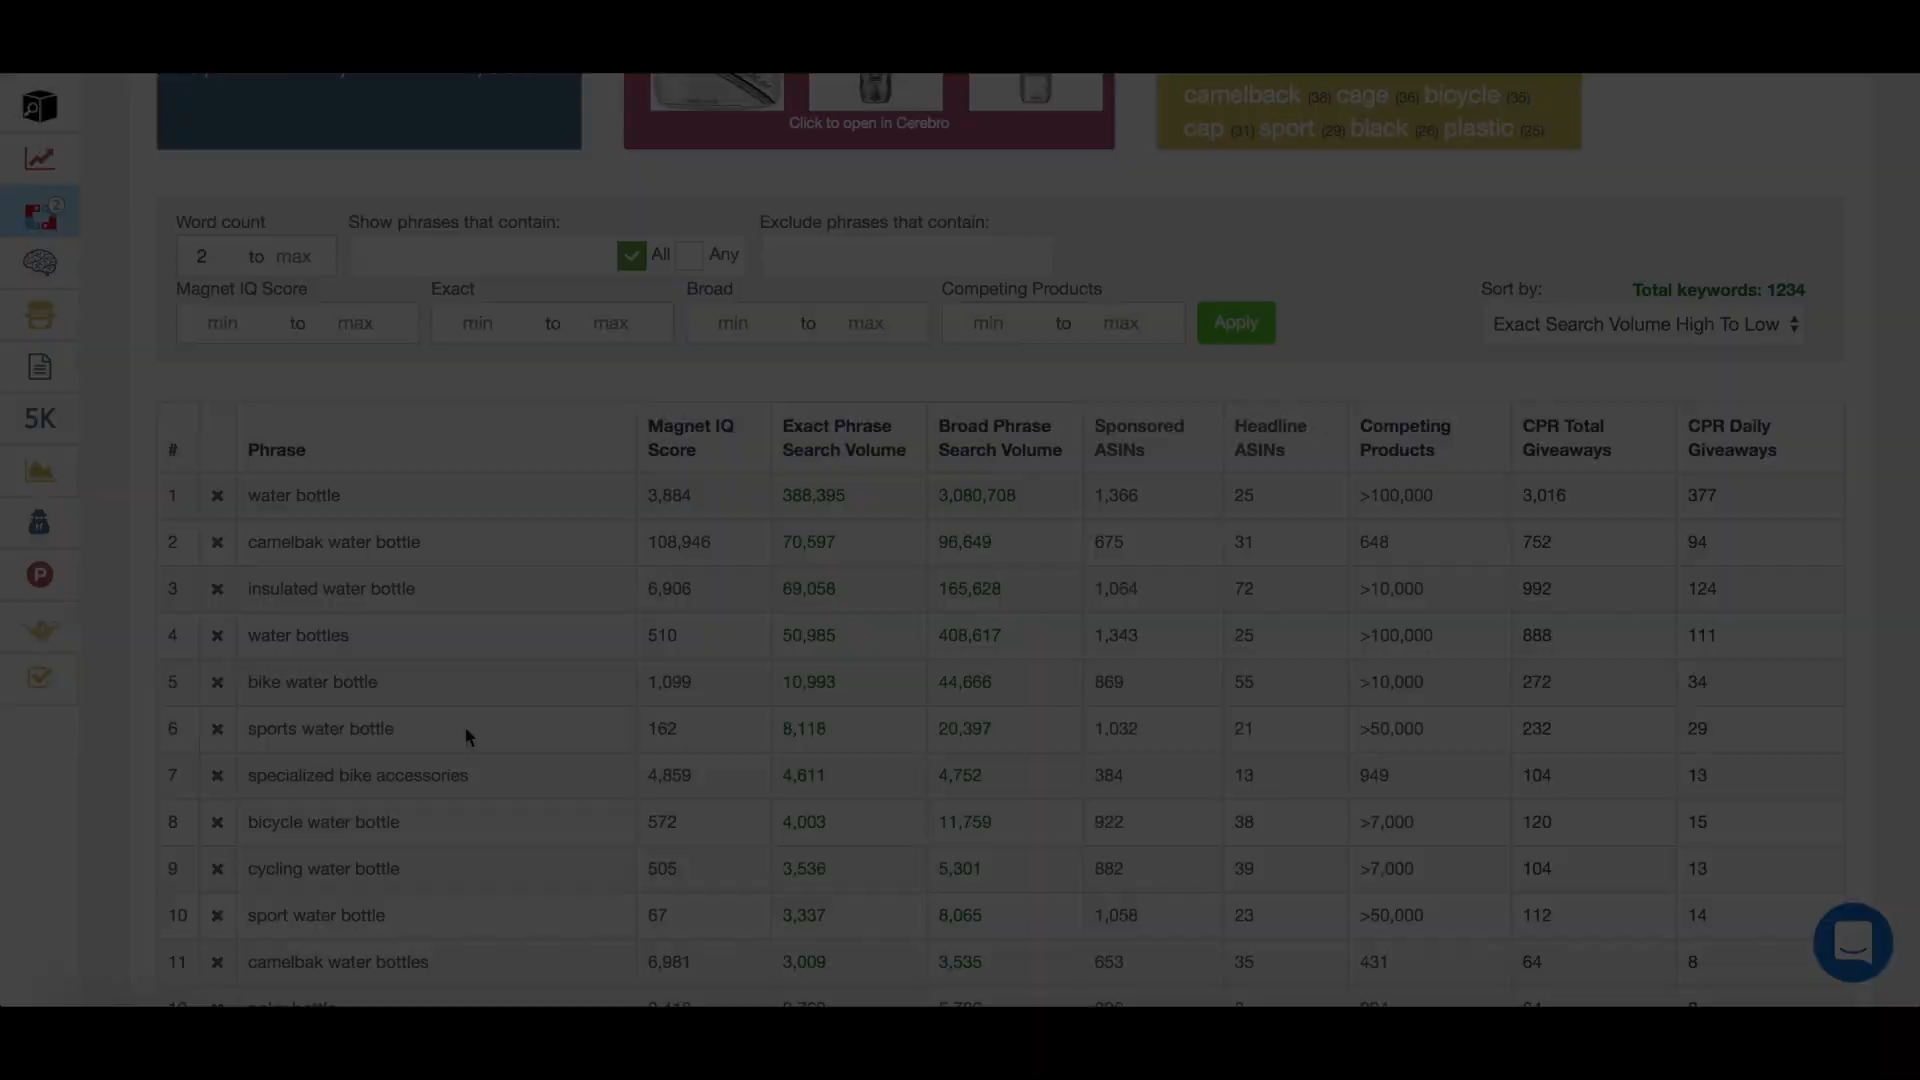 Click to open in Cerebro
camelback (38) cage (36) bicycle (35)
cap (31) sport (29) black (26) plastic (25)
2
5K
P
Word count
Show phrases that contain:
Exclude phrases that contain:
2 to max
All Any
Magnet IQ Score
Exact
Broad
Competing Products
Sort by:
Total keywords: 1234
min to max
min to max
min to max
min to max
Apply
Exact Search Volume High To Low
# Phrase Magnet IQ Score Exact Phrase Search Volume Broad Phrase Search Volume Sponsored ASINs Headline ASINs Competing Products CPR Total Giveaways CPR Daily Giveaways
1 water bottle 3,884 388,395 3,080,708 1,366 25 >100,000 3,016 377
2 camelbak water bottle 108,946 70,597 96,649 675 31 648 752 94
3 insulated water bottle 6,906 69,058 165,628 1,064 72 >10,000 992 124
4 water bottles 510 50,985 408,617 1,343 25 >100,000 888 111
5 bike water bottle 1,099 10,993 44,666 869 55 >10,000 272 34
6 sports water bottle 162 8,118 20,397 1,032 21 >50,000 232 29
7 specialized bike accessories 4,859 4,611 4,752 384 13 949 104 13
8 bicycle water bottle 572 4,003 11,759 922 38 >7,000 120 15
9 cycling water bottle 505 3,536 5,301 882 39 >7,000 104 13
10 sport water bottle 67 3,337 8,065 1,058 23 >50,000 112 14
11 camelbak water bottles 6,981 3,009 3,535 653 35 431 64 8